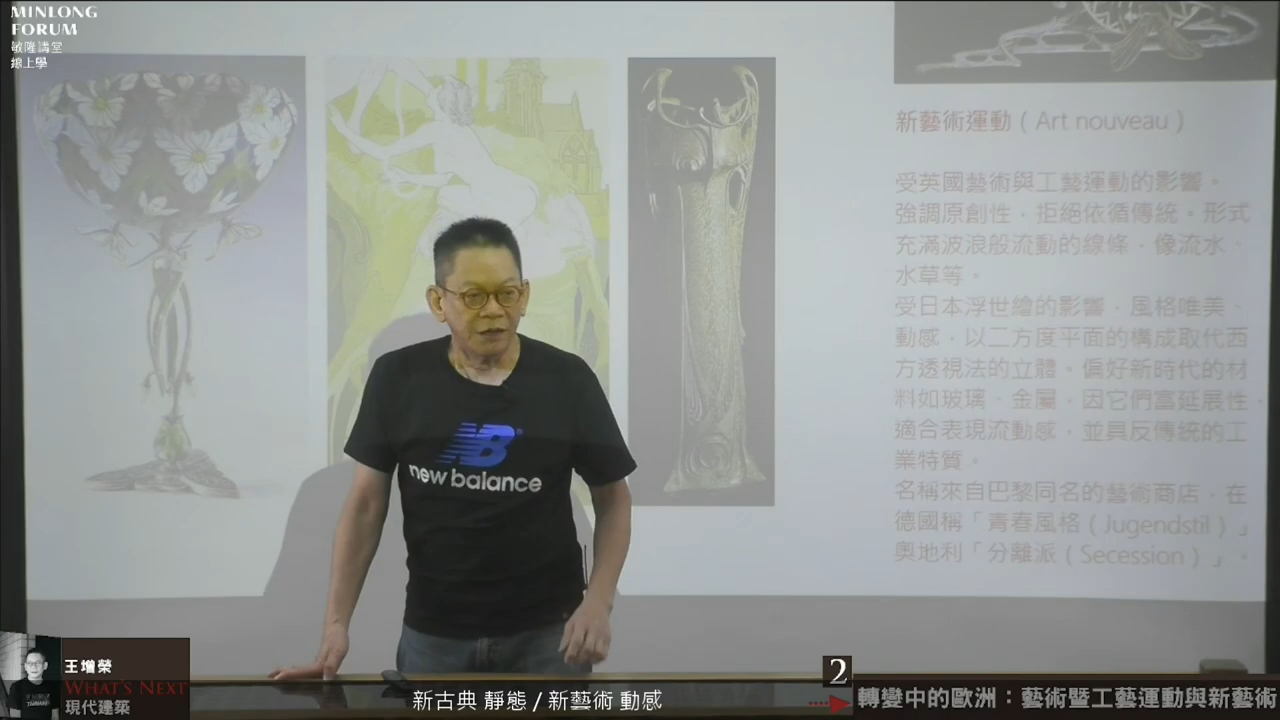 MINLONG
FORUM
敏隆講堂
線上學
新藝術運動（Art nouveau）
受英國藝術與工藝運動的影響。
強調原創性，拒絕依循傳統。形式
充滿波浪般流動的線條，像流水、
水草等。
受日本浮世繪的影響，風格唯美、
動感，以二方度平面的構成取代西
方透視法的立體。偏好新時代的材
料如玻璃、金屬，因它們富延展性，
適合表現流動感，並具反傳統的工
業特質。
名稱來自巴黎同名的藝術商店，在
德國稱「青春風格（Jugendstil）」
奧地利「分離派（Secession）」。
NB
new balance
王增榮
WHAT'S NEXT
現代建築
新古典 靜態 / 新藝術 動感
2
轉變中的歐洲：藝術暨工藝運動與新藝術